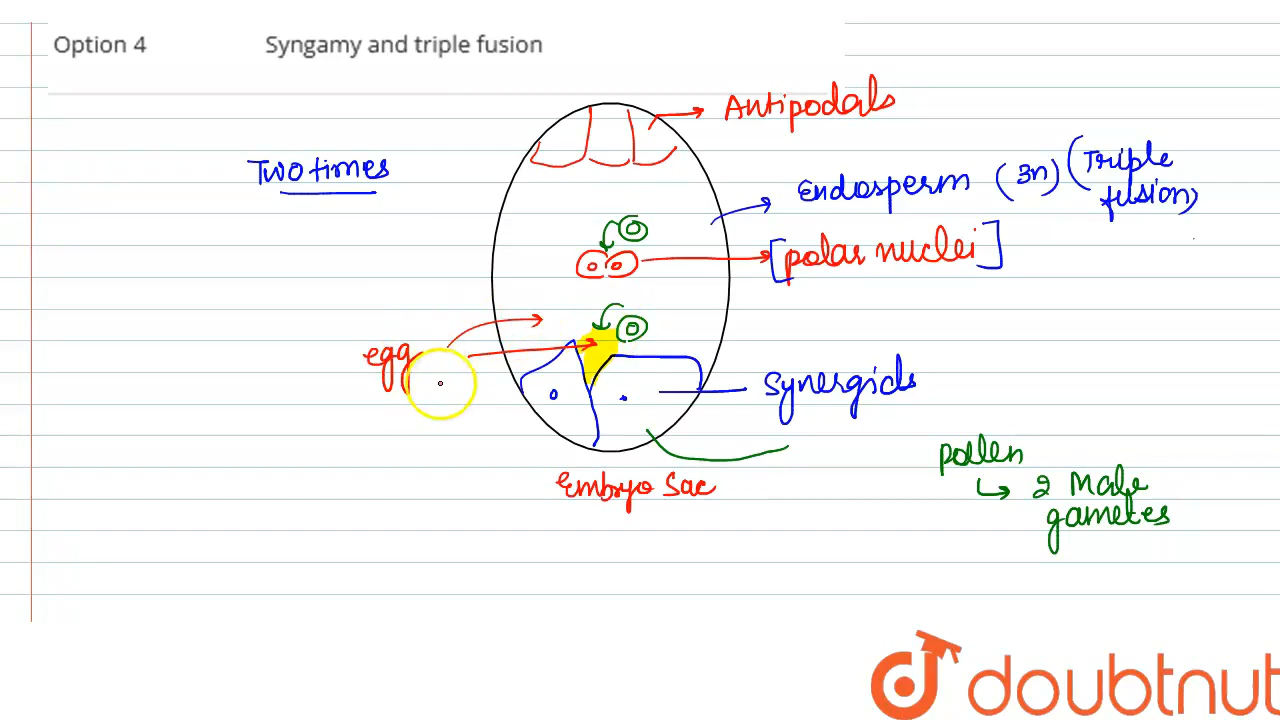 Option 4 Syngamy and triple fusion
Antipodals
Two times
Endosperm (3n) (Triple
fusion)
[polar nuclei]
egg
Synergids
pollen
↳ 2 Male
gametes
Embryo Sac
doubtnut